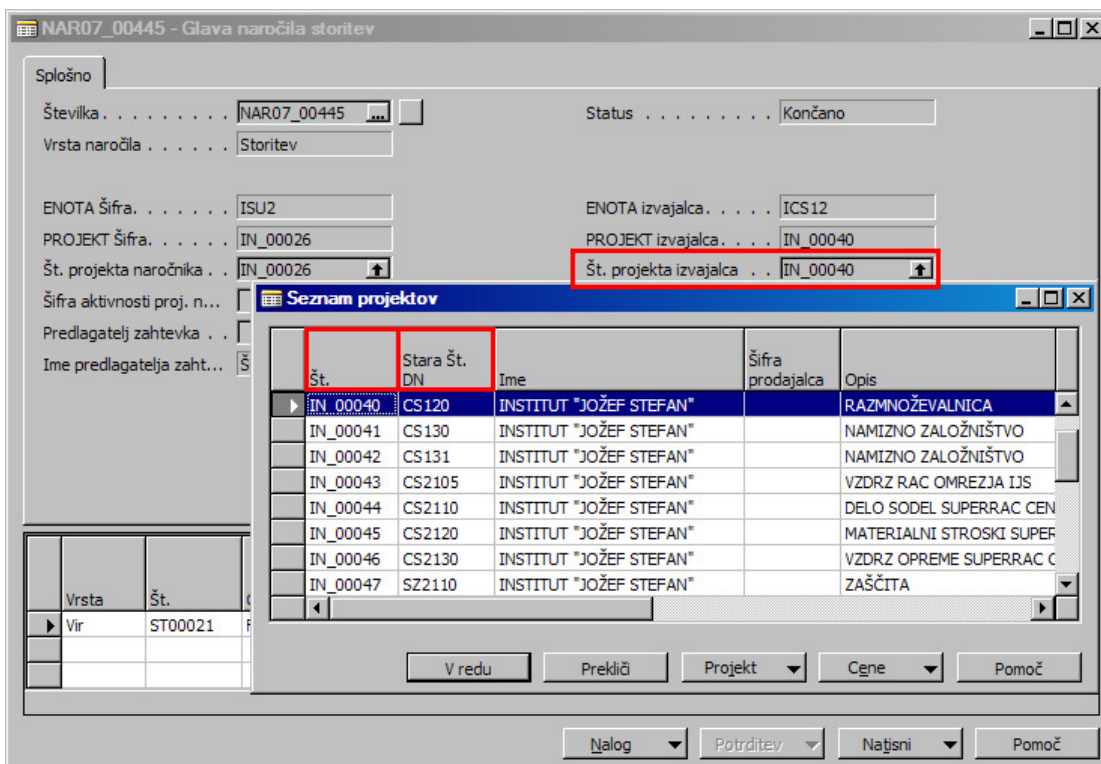 NAR07_00445 - Glava naročila storitev
Splošno
Številka. . . . . . . . . NAR07_00445 ... Status . . . . . . . . . Končano
Vrsta naročila . . . . . . Storitev
ENOTA Šifra. . . . . . . ISU2 ENOTA izvajalca. . . . . ICS12
PROJEKT Šifra. . . . . . IN_00026 PROJEKT izvajalca. . . . IN_00040
Št. projekta naročnika . . IN_00026 Št. projekta izvajalca . . IN_00040
Šifra aktivnosti proj. n...
Predlagatelj zahtevka . .
Ime predlagatelja zaht... Š
Seznam projektov
Št. Stara Št. DN Ime Šifra prodajalca Opis
IN_00040 CS120 INSTITUT "JOŽEF STEFAN" RAZMNOŽEVALNICA
IN_00041 CS130 INSTITUT "JOŽEF STEFAN" NAMIZNO ZALOŽNIŠTVO
IN_00042 CS131 INSTITUT "JOŽEF STEFAN" NAMIZNO ZALOŽNIŠTVO
IN_00043 CS2105 INSTITUT "JOŽEF STEFAN" VZDRZ RAC OMREZJA IJS
IN_00044 CS2110 INSTITUT "JOŽEF STEFAN" DELO SODEL SUPERRAC CEN
IN_00045 CS2120 INSTITUT "JOŽEF STEFAN" MATERIALNI STROSKI SUPER
IN_00046 CS2130 INSTITUT "JOŽEF STEFAN" VZDRZ OPREME SUPERRAC C
IN_00047 SZ2110 INSTITUT "JOŽEF STEFAN" ZAŠČITA
V redu Prekliči Projekt Cene Pomoč
Vrsta Št.
Vir ST00021
Nalog Potrditev Natisni Pomoč